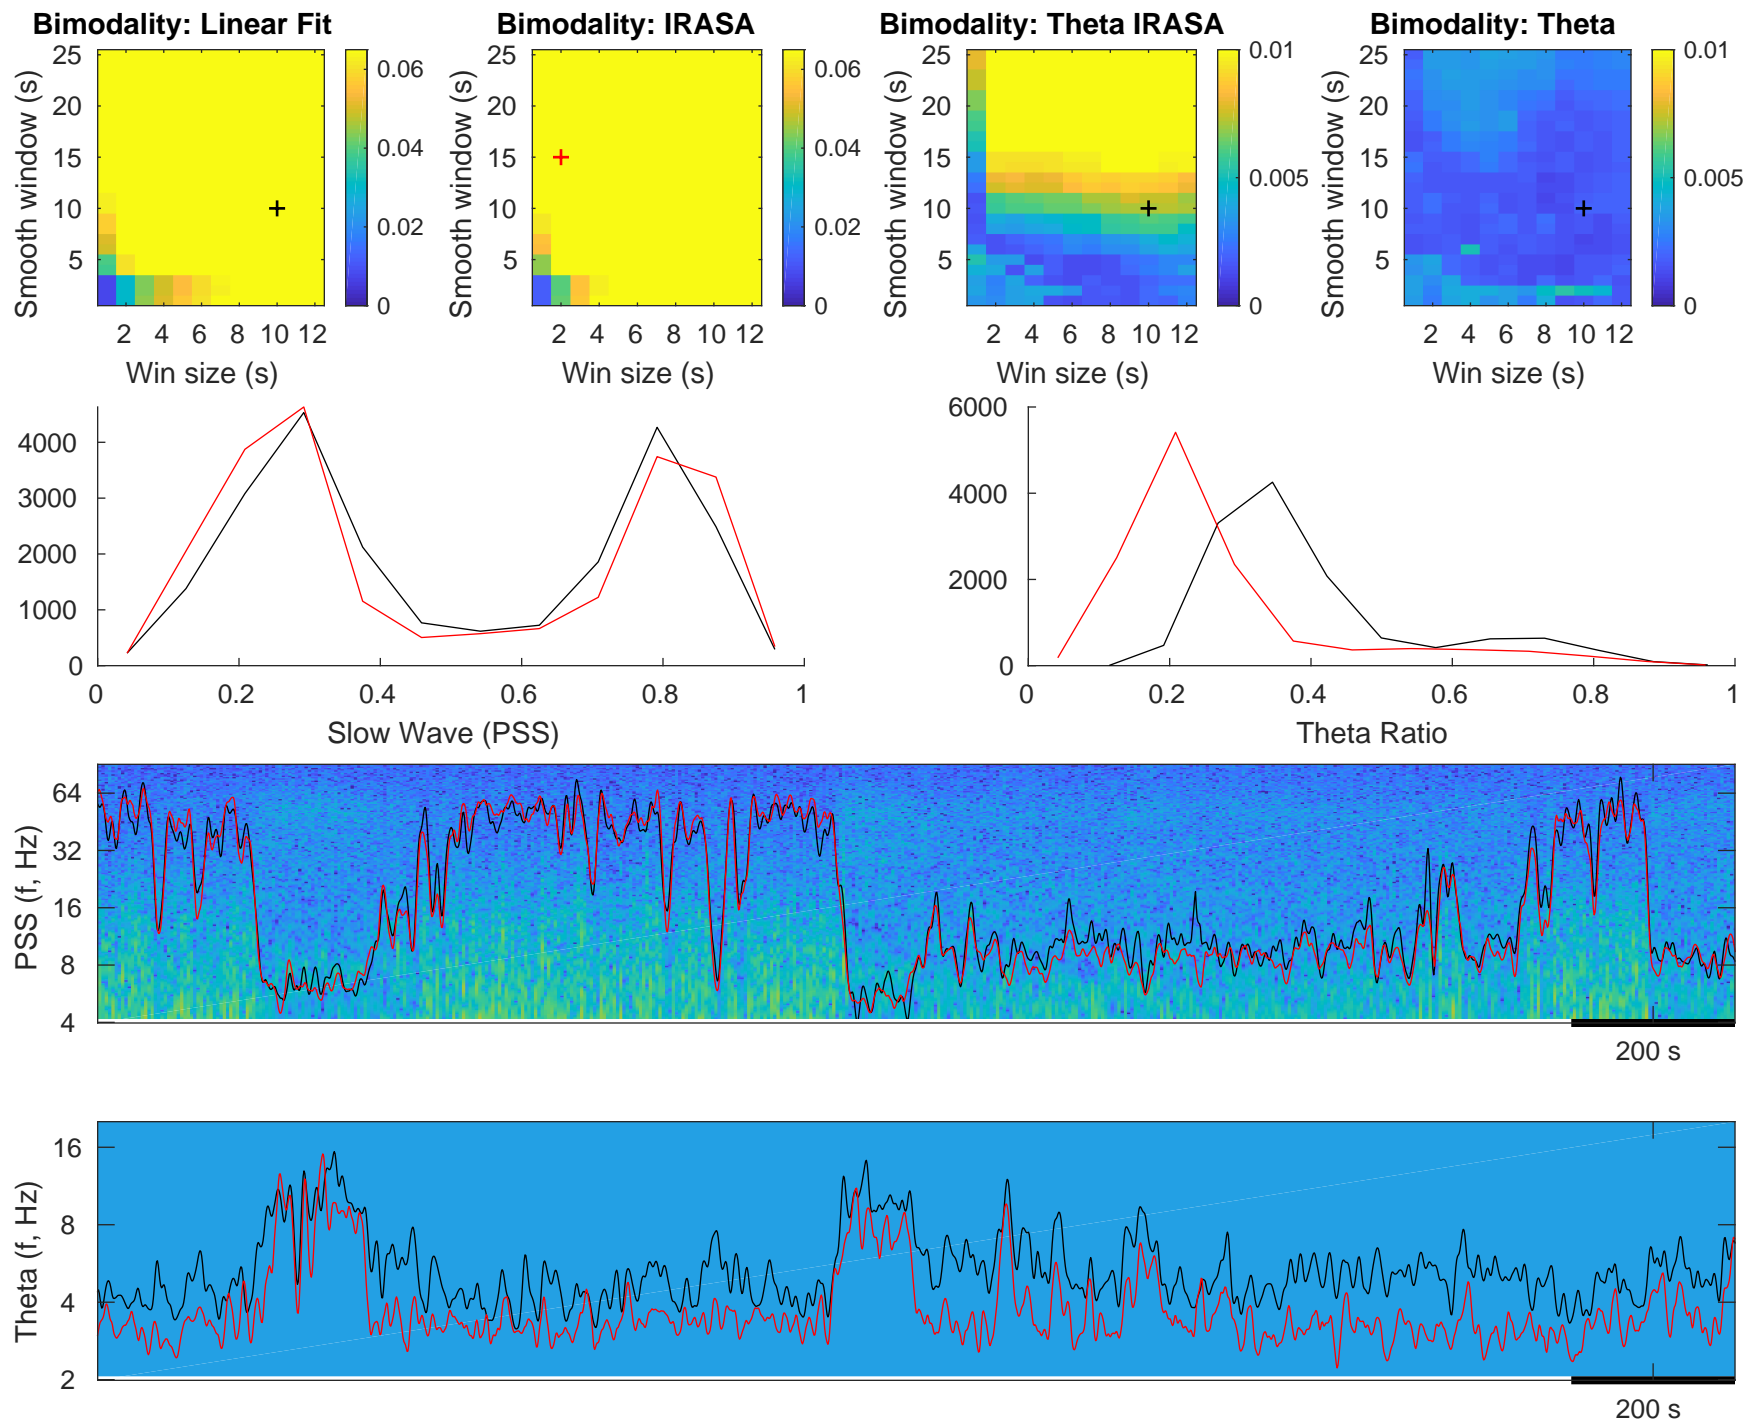 Bimodality: Linear Fit
Bimodality: IRASA
Bimodality: Theta IRASA
Bimodality: Theta
Smooth window (s)
25
20
15
10
5
2 4 6 8 10 12
Win size (s)
0.06
0.04
0.02
0
Smooth window (s)
25
20
15
10
5
2 4 6 8 10 12
Win size (s)
0.06
0.04
0.02
0
Smooth window (s)
25
20
15
10
5
2 4 6 8 10 12
Win size (s)
0.01
0.005
0
Smooth window (s)
25
20
15
10
5
2 4 6 8 10 12
Win size (s)
0.01
0.005
0
4000
3000
2000
1000
0
0 0.2 0.4 0.6 0.8 1
Slow Wave (PSS)
6000
4000
2000
0
0 0.2 0.4 0.6 0.8 1
Theta Ratio
PSS (f, Hz)
64
32
16
8
4
200 s
Theta (f, Hz)
16
8
4
2
200 s